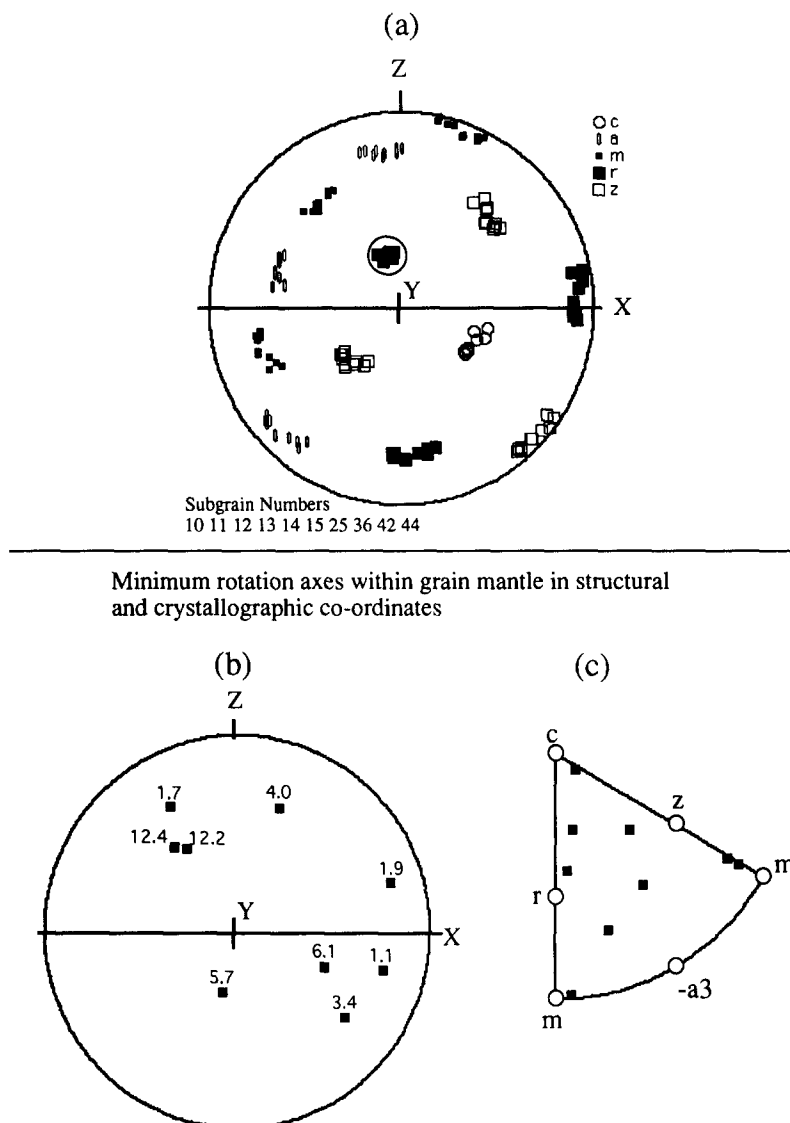 (a)
Z
c
a
m
r
z
Y
X
Subgrain Numbers
10 11 12 13 14 15 25 36 42 44
Minimum rotation axes within grain mantle in structural
and crystallographic co-ordinates
(b)
Z
1.7
4.0
12.4
12.2
1.9
Y
X
6.1
1.1
5.7
3.4
(c)
c
z
m
r
-a3
m